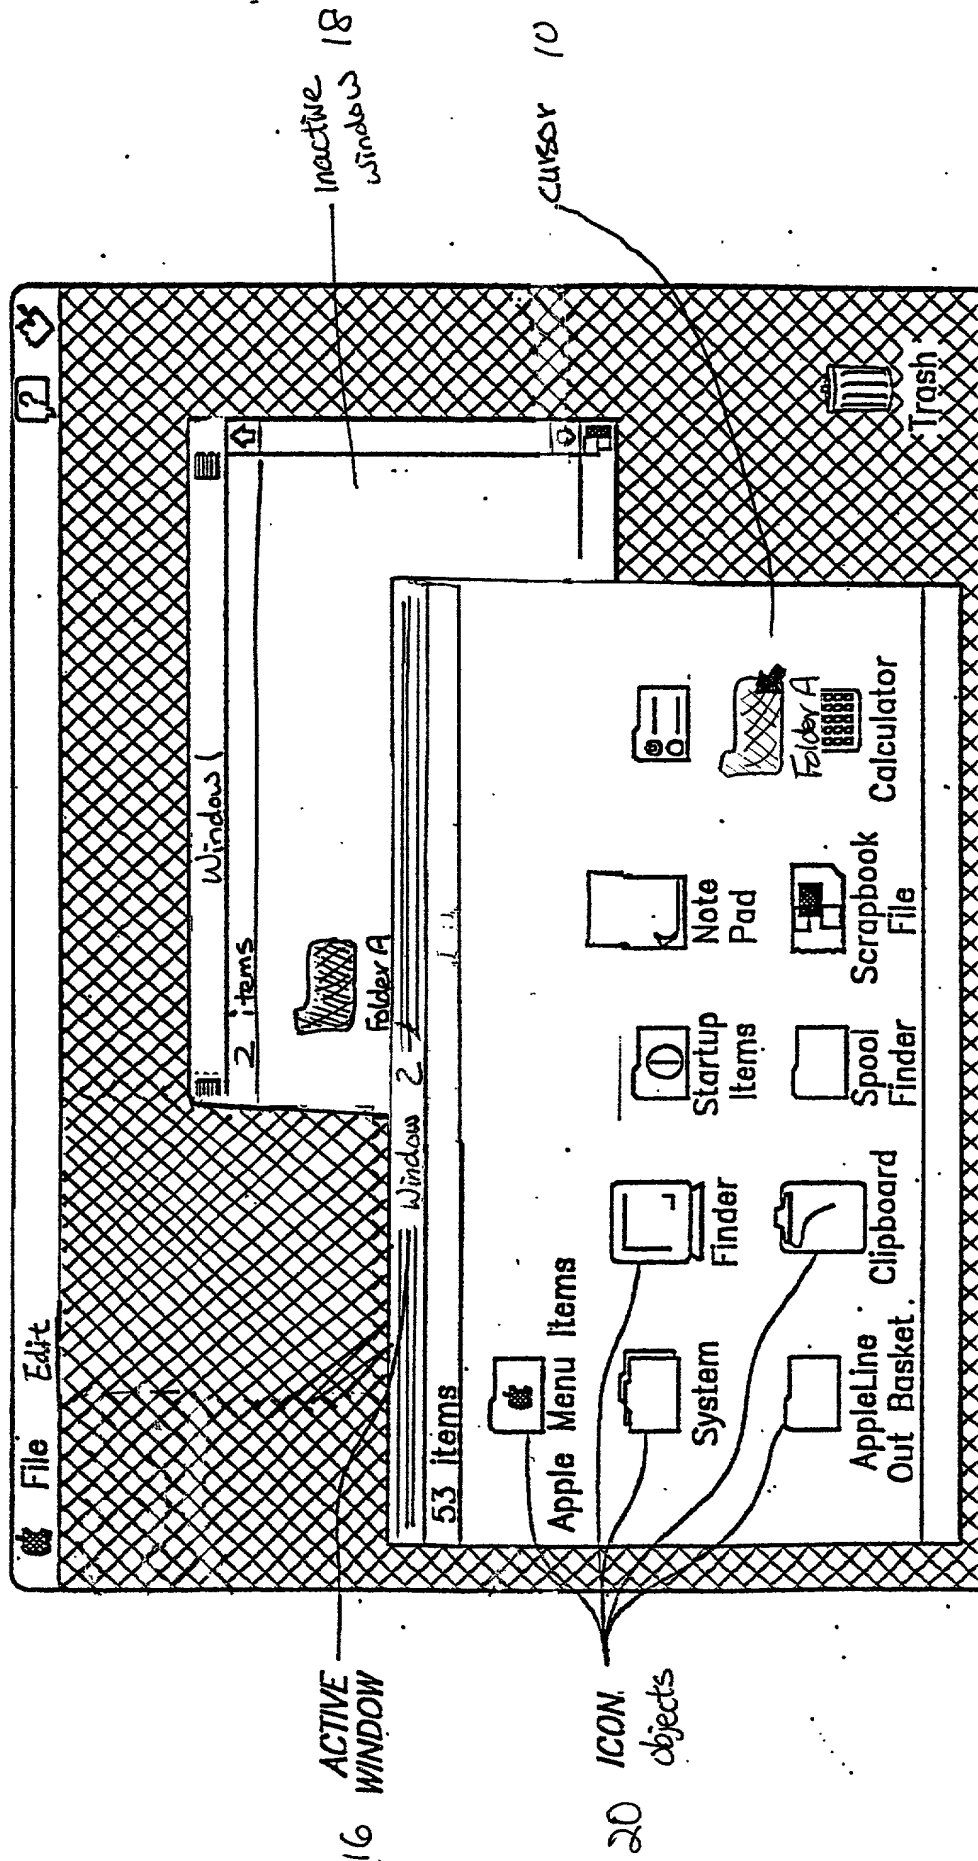 File Edit ?
Window 1
2 items
Folder A
Window 2
53 items
Apple Menu Items
System
Finder
Startup
Items
Note
Pad
Folder A
AppleLine
Out Basket.
Clipboard
Spool
Finder
Scrapbook
File
Calculator
Trash
16 ACTIVE
WINDOW
20 ICON
objects
inactive 18
window
cursor 10